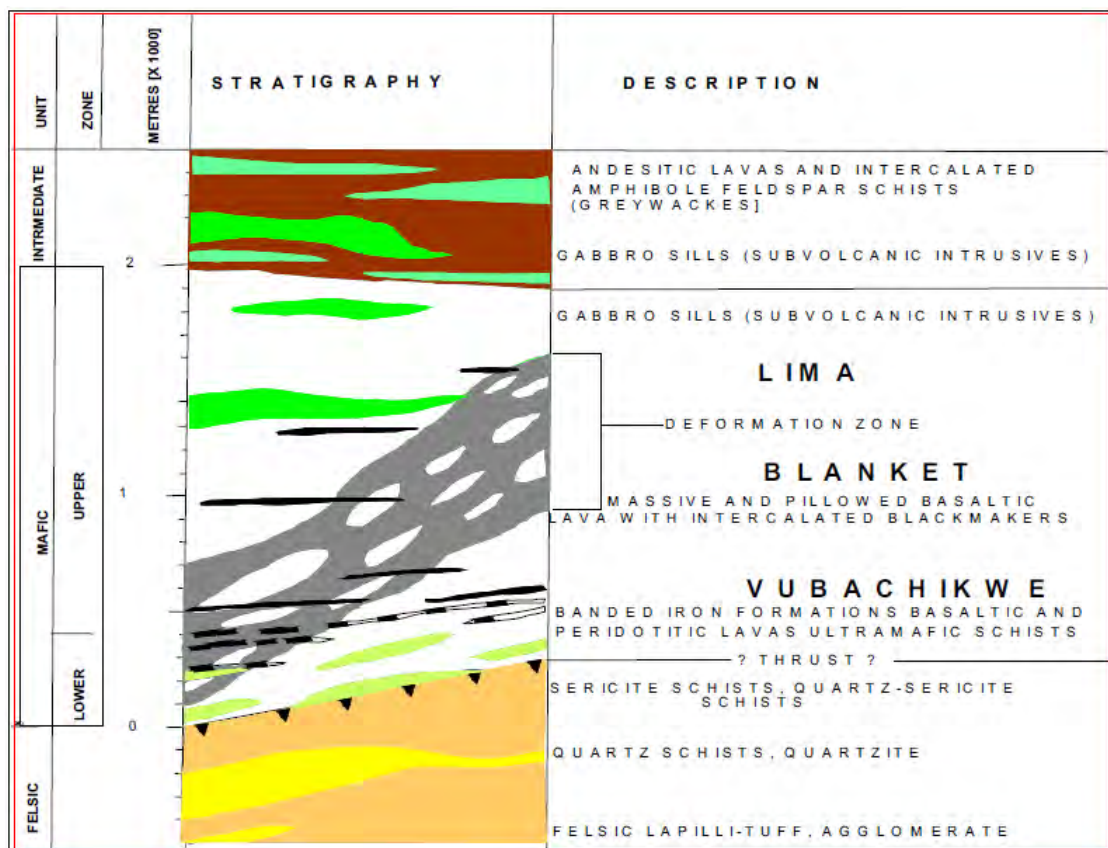 UNIT
ZONE
METRES [X 1000]
STRATIGRAPHY
DESCRIPTION
INTRMEDIATE
MAFIC
FELSIC
UPPER
LOWER
2
1
0
ANDESITIC LAVAS AND INTERCALATED
AMPHIBOLE FELDSPAR SCHISTS
(GREYWACKES]
GABBRO SILLS (SUBVOLCANIC INTRUSIVES)
GABBRO SILLS (SUBVOLCANIC INTRUSIVES)
LIMA
DEFORMATION ZONE
BLANKET
MASSIVE AND PILLOWED BASALTIC
LAVA WITH INTERCALATED BLACKMAKERS
VUBACHIKWE
BANDED IRON FORMATIONS BASALTIC AND
PERIDOTITIC LAVAS ULTRAMAFIC SCHISTS
? THRUST ?
SERICITE SCHISTS, QUARTZ-SERICITE
SCHISTS
QUARTZ SCHISTS, QUARTZITE
FELSIC LAPILLI-TUFF, AGGLOMERATE